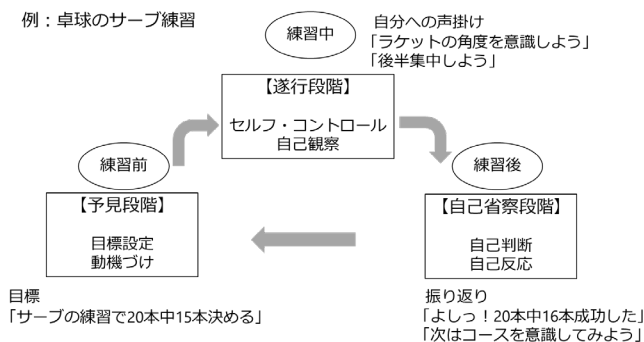 例：卓球のサーブ練習
練習中
自分への声掛け
「ラケットの角度を意識しよう」
「後半集中しよう」
【遂行段階】
セルフ・コントロール
自己観察
練習前
【予見段階】
目標設定
動機づけ
練習後
【自己省察段階】
自己判断
自己反応
目標
「サーブの練習で20本中15本決める」
振り返り
「よしっ！20本中16本成功した」
「次はコースを意識してみよう」